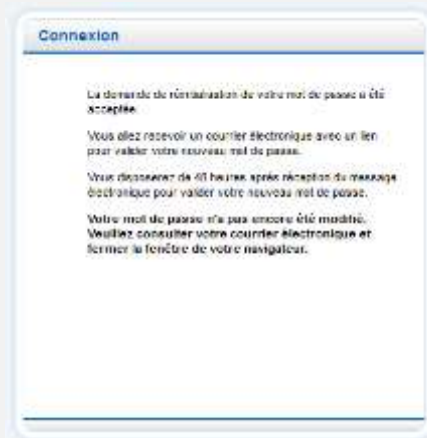 Connexion
La demande de réinitialisation de votre mot de passe a été
acceptée.
Vous allez recevoir un courrier électronique avec un lien
pour valider votre nouveau mot de passe.
Vous disposerez de 48 heures après réception du message
électronique pour valider votre nouveau mot de passe.
Votre mot de passe n'a pas encore été modifié.
Veuillez consulter votre courrier électronique et
fermer la fenêtre de votre navigateur.